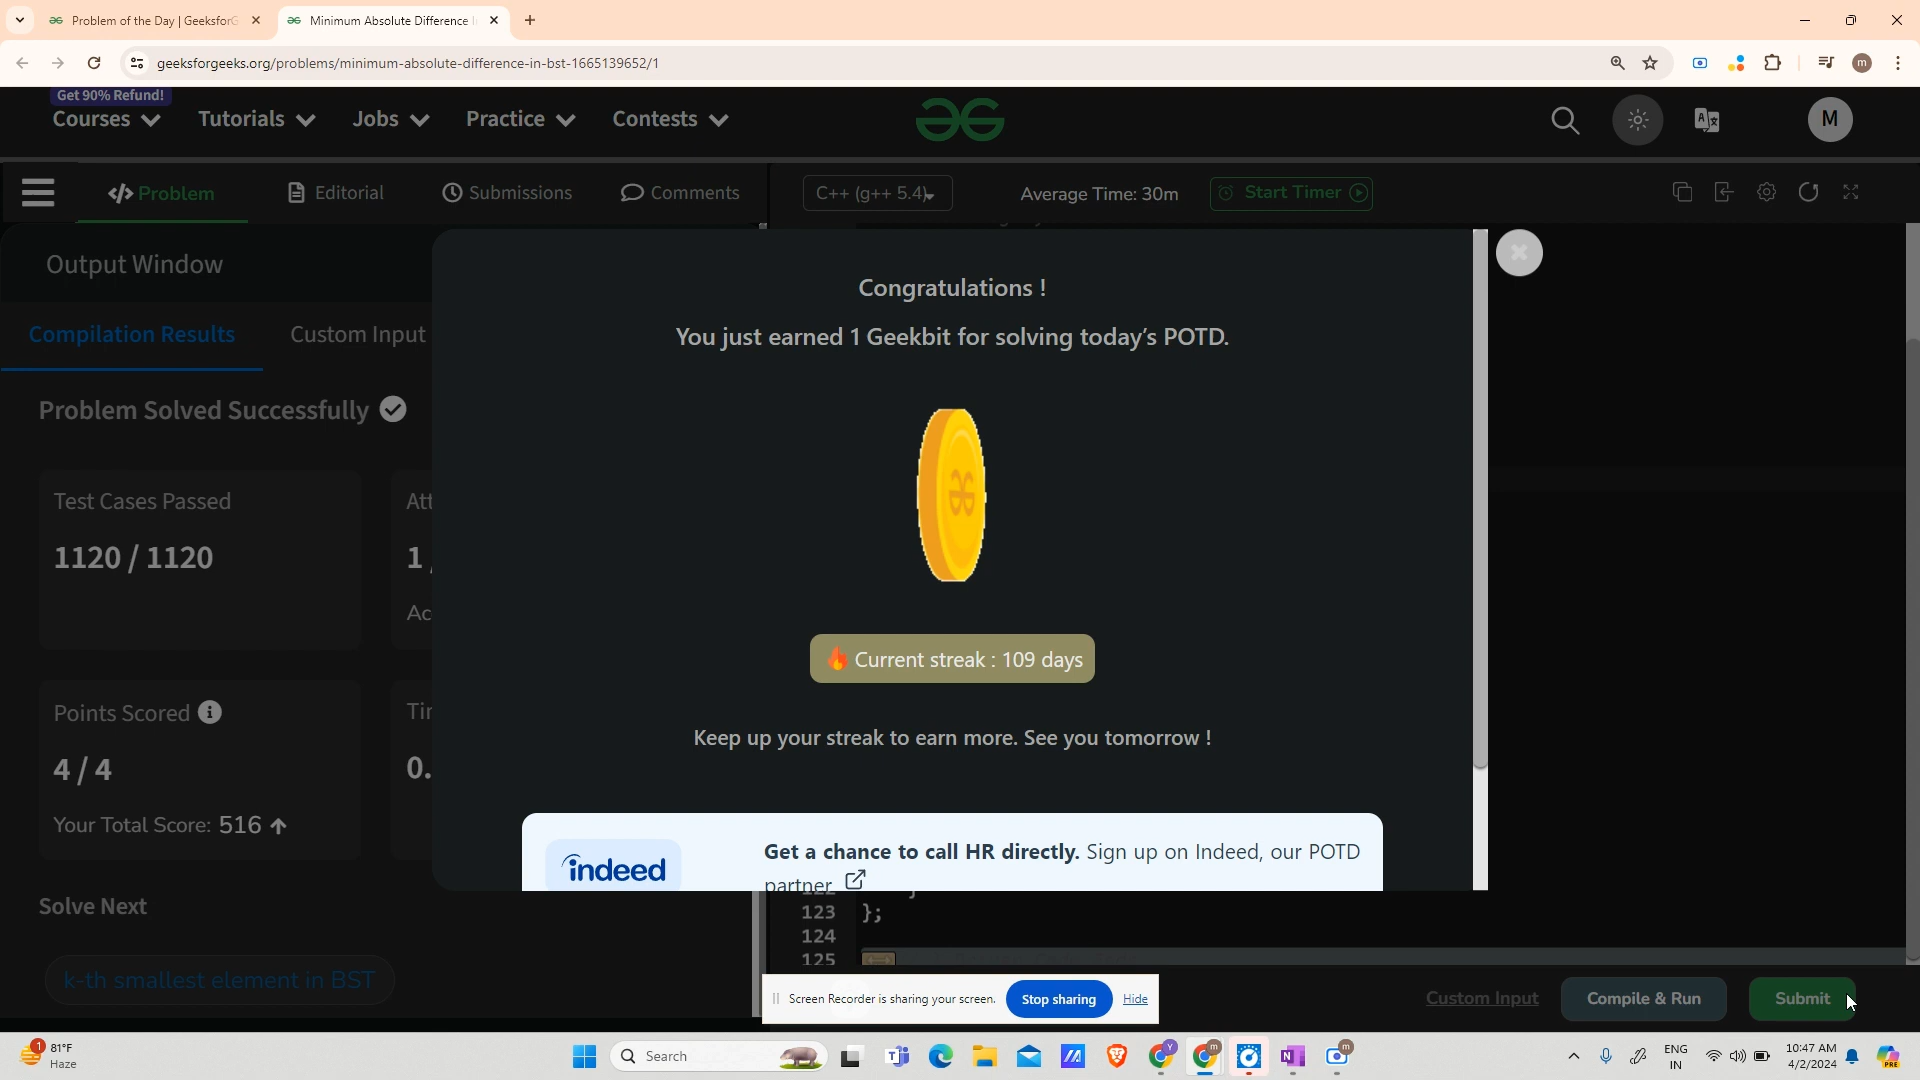 Problem of the Day | GeeksforG
Minimum Absolute Difference
geeksforgeeks.org/problems/minimum-absolute-difference-in-bst-1665139652/1
m
Get 90% Refund!
Courses
Tutorials
Jobs
Practice
Contests
M
Problem
Editorial
Submissions
Comments
C++ (g++ 5.4)
Average Time: 30m
Start Timer
Output Window
Compilation Results
Custom Input
Problem Solved Successfully
Test Cases Passed
1120 / 1120
Att
1
Ac
Points Scored
4 / 4
Your Total Score: 516
0.
Congratulations !
You just earned 1 Geekbit for solving today's POTD.
Current streak : 109 days
Keep up your streak to earn more. See you tomorrow !
indeed
Get a chance to call HR directly. Sign up on Indeed, our POTD
partner
Solve Next
k-th smallest element in BST
123 };
124
125
Screen Recorder is sharing your screen.
Stop sharing
Hide
Custom Input
Compile & Run
Submit
1
81°F
Haze
Search
ENG
IN
10:47 AM
4/2/2024